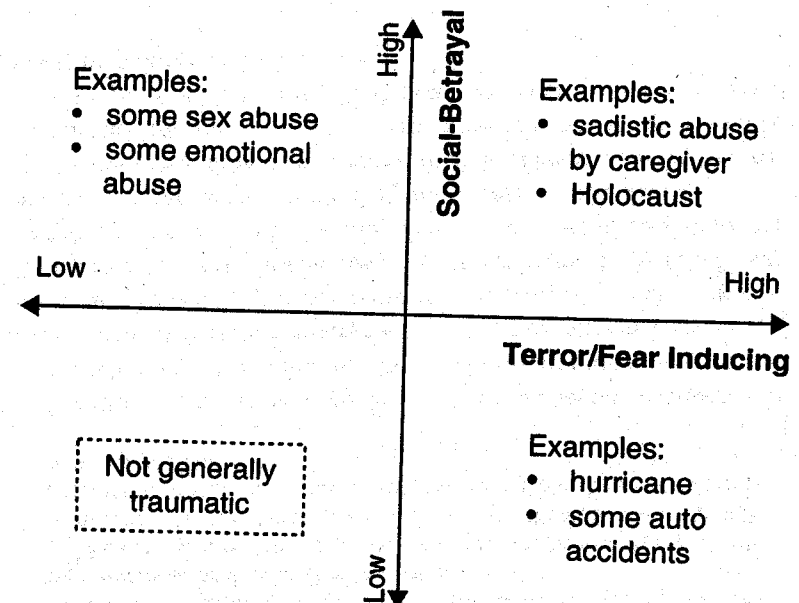 High
Social-Betrayal
Examples:
• some sex abuse
• some emotional
abuse
Examples:
• sadistic abuse
by caregiver
• Holocaust
Low
High
Terror/Fear Inducing
Not generally
traumatic
Examples:
• hurricane
• some auto
accidents
Low